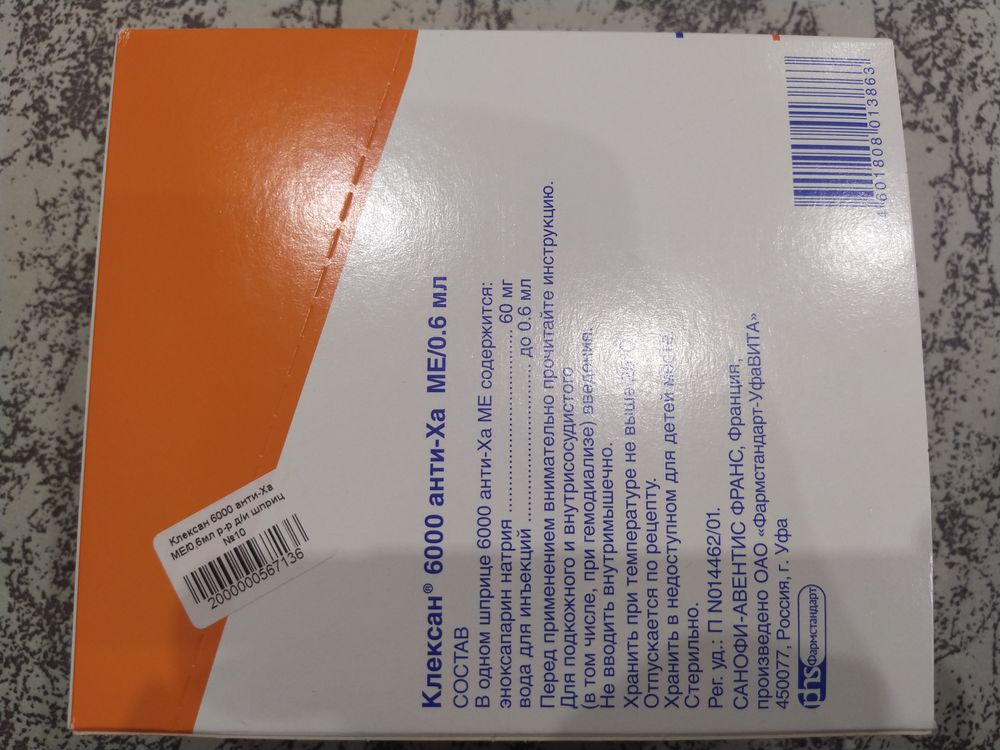 Клексан® 6000 анти-Ха МЕ/0.6 мл
СОСТАВ
В одном шприце 6000 анти-Ха МЕ содержится:
эноксапарин натрия ........................ 60 мг
вода для инъекций ........................ до 0.6 мл
Перед применением внимательно прочитайте инструкцию.
Для подкожного и внутрисосудистого
(в том числе, при гемодиализе) введения.
Не вводить внутримышечно.
Хранить при температуре не выше
Отпускается по рецепту.
Хранить в недоступном для детей месте.
Стерильно.
Рег. уд.: П N014462/01.
САНОФИ-АВЕНТИС ФРАНС, Франция,
произведено ОАО «Фармстандарт-УфаВИТА»
450077, Россия, г. Уфа
phs Фармстандарт
4 601808 013863
Клексан 6000 анти-Ха
МЕ/0,6мл р-р д/и шприц
№10
2000000567136